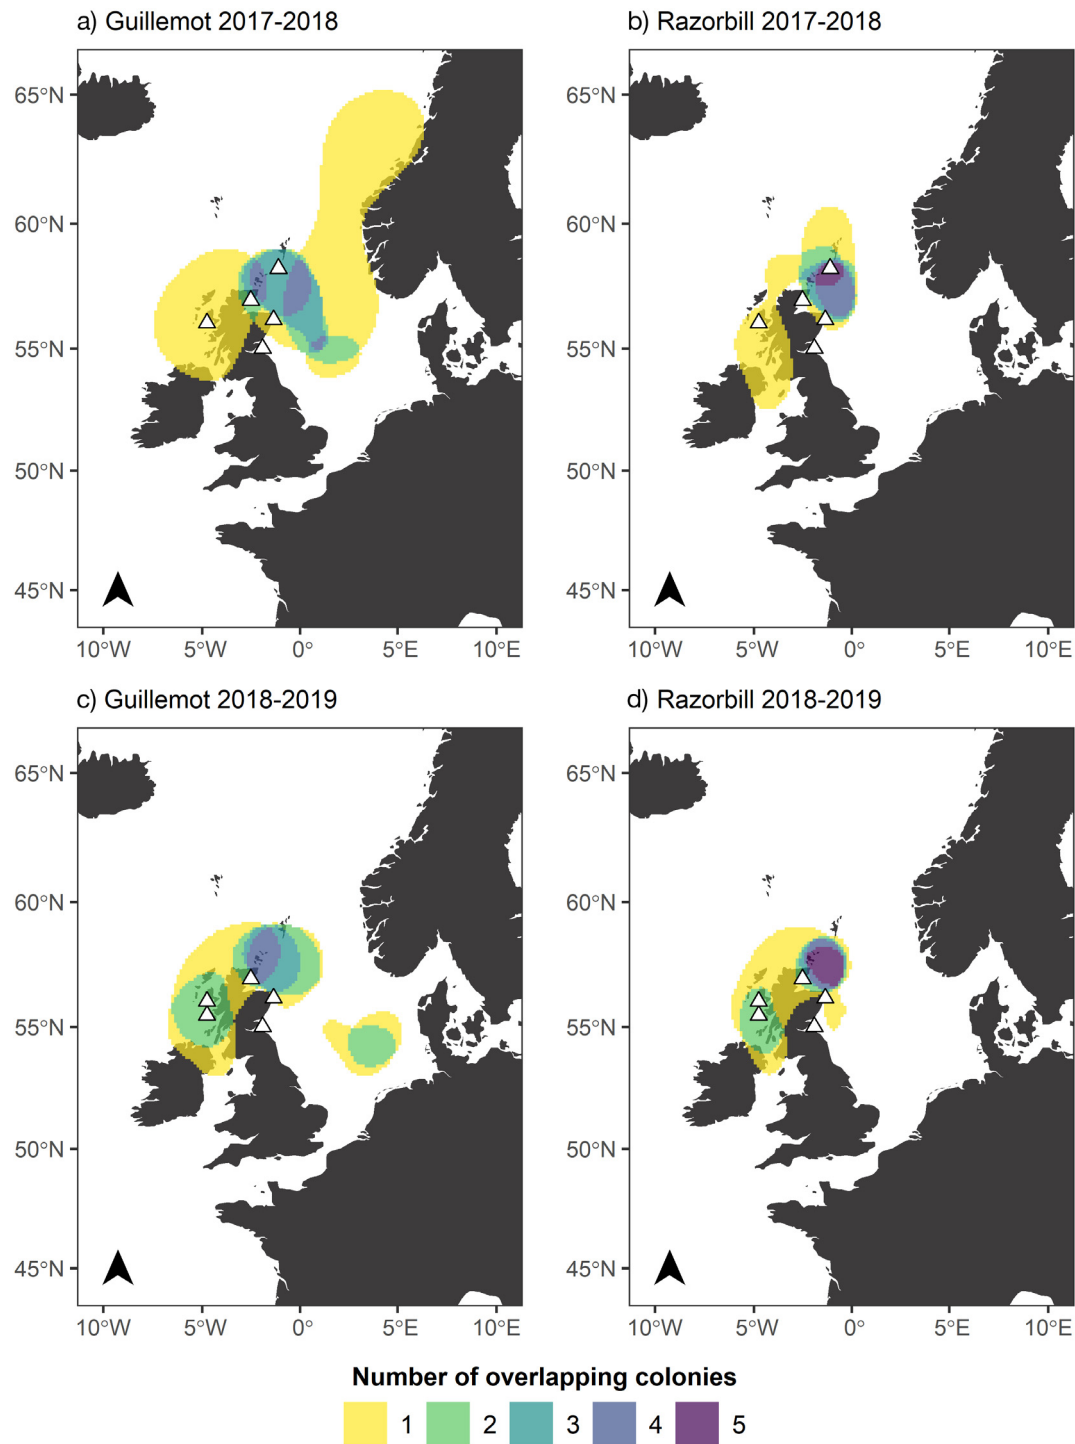 a) Guillemot 2017-2018
b) Razorbill 2017-2018
65°N
60°N
55°N
50°N
45°N
10°W 5°W 0° 5°E 10°E
65°N
60°N
55°N
50°N
45°N
10°W 5°W 0° 5°E 10°E
c) Guillemot 2018-2019
d) Razorbill 2018-2019
65°N
60°N
55°N
50°N
45°N
10°W 5°W 0° 5°E 10°E
65°N
60°N
55°N
50°N
45°N
10°W 5°W 0° 5°E 10°E
Number of overlapping colonies
1 2 3 4 5